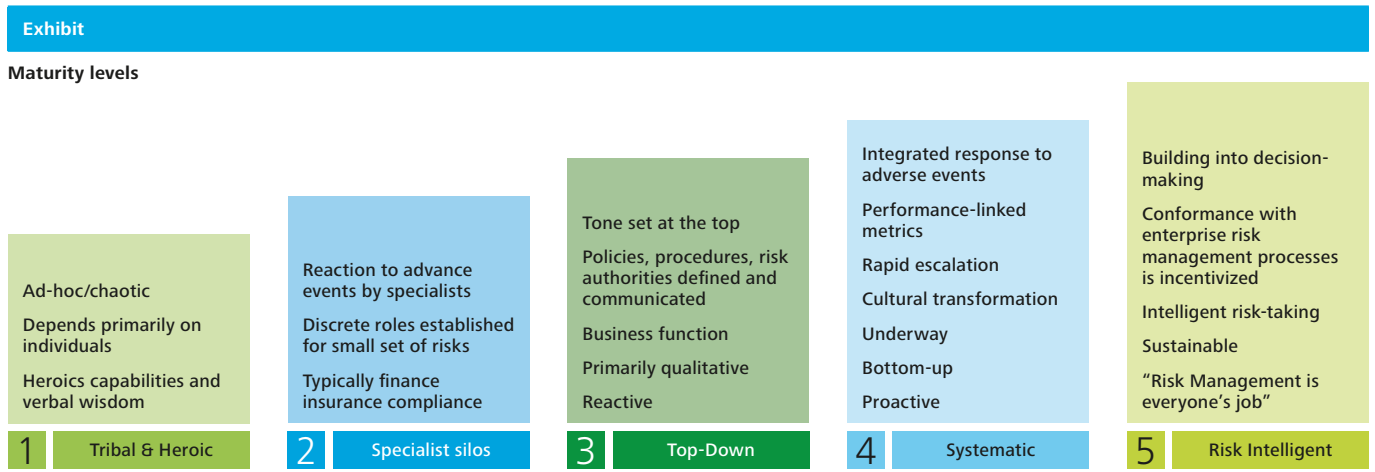 Exhibit
Maturity levels
Ad-hoc/chaotic
Depends primarily on
individuals
Heroics capabilities and
verbal wisdom
1
Tribal & Heroic
Reaction to advance
events by specialists
Discrete roles established
for small set of risks
Typically finance
insurance compliance
2
Specialist silos
Tone set at the top
Policies, procedures, risk
authorities defined and
communicated
Business function
Primarily qualitative
Reactive
3
Top-Down
Integrated response to
adverse events
Performance-linked
metrics
Rapid escalation
Cultural transformation
Underway
Bottom-up
Proactive
4
Systematic
Building into decision-
making
Conformance with
enterprise risk
management processes
is incentivized
Intelligent risk-taking
Sustainable
“Risk Management is
everyone’s job”
5
Risk Intelligent